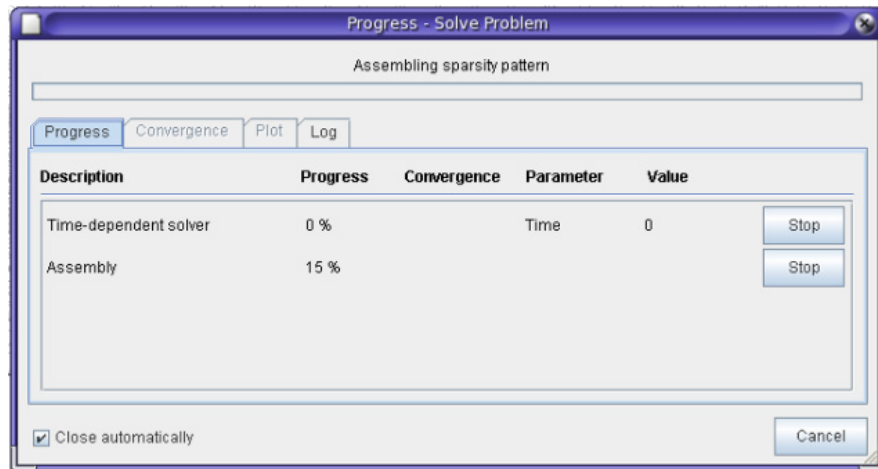 Progress - Solve Problem
Assembling sparsity pattern
Progress Convergence Plot Log
Description Progress Convergence Parameter Value
Time-dependent solver 0 % Time 0 Stop
Assembly 15 % Stop
Close automatically Cancel